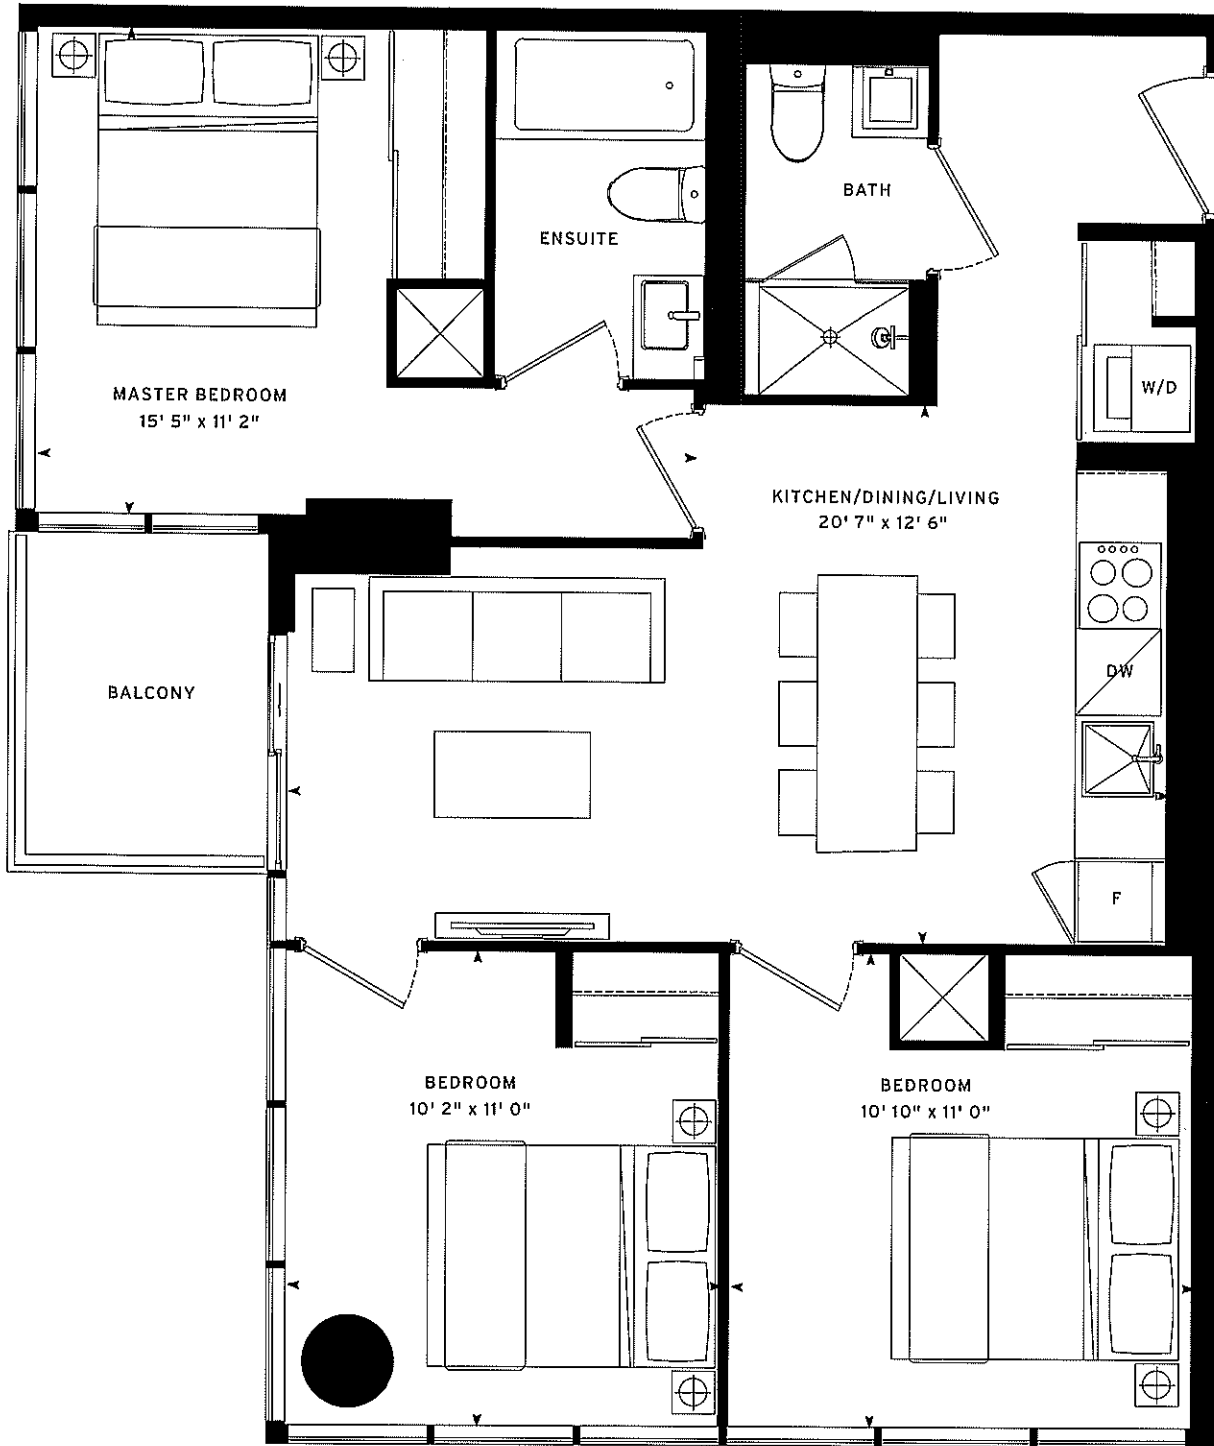 BATH
ENSUITE
MASTER BEDROOM
15' 5" x 11' 2"
W/D
KITCHEN/DINING/LIVING
20' 7" x 12' 6"
DW
BALCONY
F
BEDROOM
10' 2" x 11' 0"
BEDROOM
10' 10" x 11' 0"